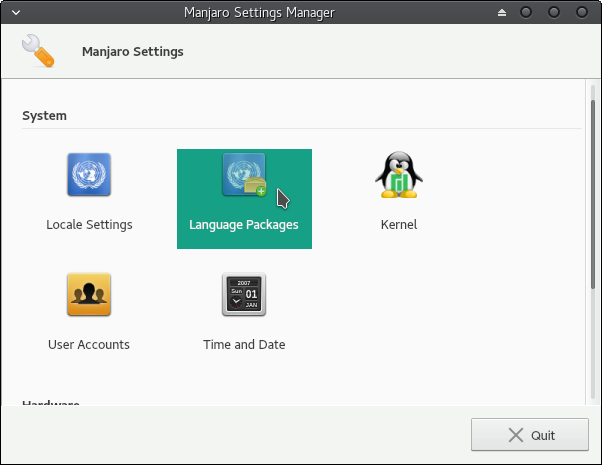 Manjaro Settings Manager
Manjaro Settings
System
Locale Settings
Language Packages
Kernel
User Accounts
2007
Sun 01
JAN
Time and Date
Hardware
Quit